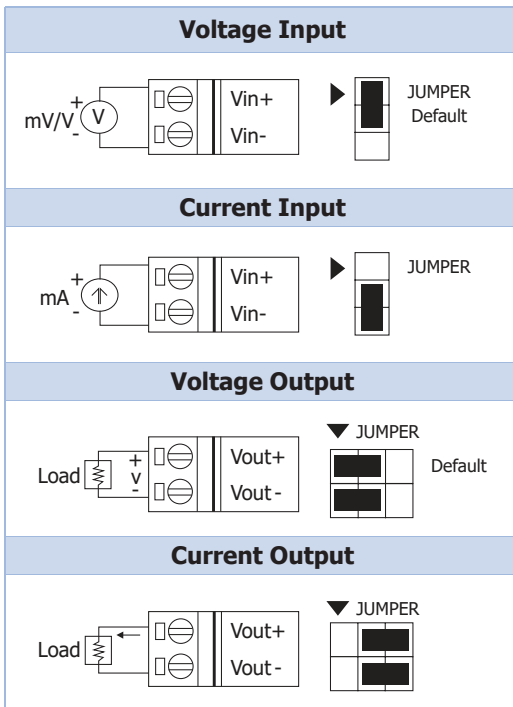 Voltage Input
+
mV/V V
-
Vin+
Vin-
JUMPER
Default
Current Input
+
mA
-
Vin+
Vin-
JUMPER
Voltage Output
Load
+
v
-
Vout+
Vout-
JUMPER
Default
Current Output
Load
Vout+
Vout-
JUMPER